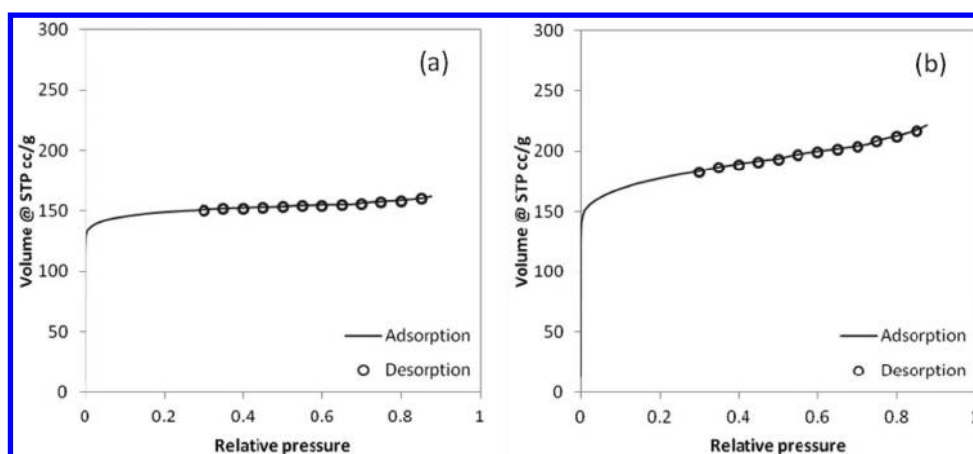 300
250
200
150
100
50
0
Volume @ STP cc/g
(a)
Adsorption
Desorption
0 0.2 0.4 0.6 0.8 1
Relative pressure
300
250
200
150
100
50
0
Volume @ STP cc/g
(b)
Adsorption
Desorption
0 0.2 0.4 0.6 0.8 1
Relative pressure